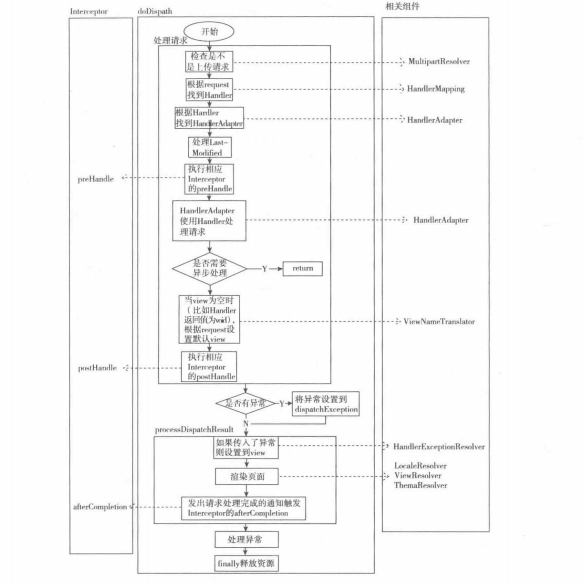 Interceptor
doDispath
相关组件
开始
处理请求
检查是不
是上传请求
MultipartResolver
根据request
找到Handler
HandlerMapping
根据Handler
找到HandlerAdapter
HandlerAdapter
处理Last-
Modified
执行相应
Interceptor
的preHandle
preHandle
HandlerAdapter
使用Handler处
理请求
HandlerAdapter
是否需要
异步处理
Y
return
当view为空时
（比如Handler
返回值为void），
根据request设
置默认view
ViewNameTranslator
执行相应
Interceptor
的postHandle
postHandle
是否有异常
Y
将异常设置到
dispatchException
N
processDispatchResult
如果传入了异常
则设置到view
HandlerExceptionResolver
渲染页面
LocaleResolver
ViewResolver
ThemaResolver
发出请求处理完成的通知触发
Interceptor的afterCompletion
afterCompletion
处理异常
finally释放资源